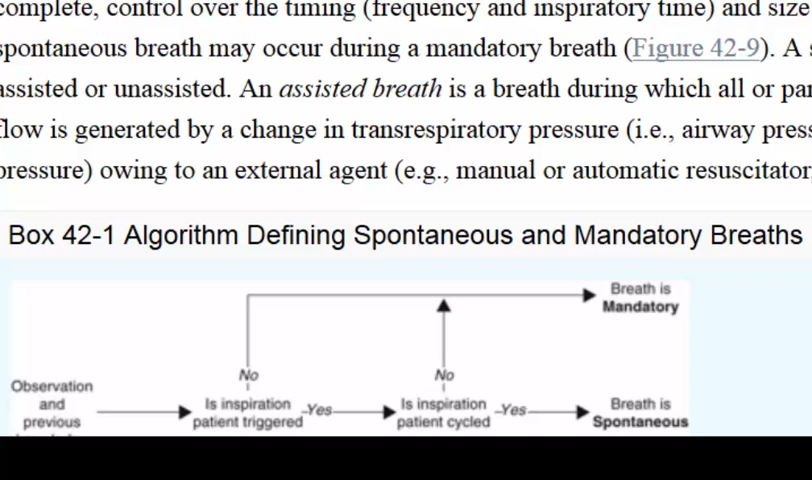 complete, control over the timing (frequency and inspiratory time) and size
spontaneous breath may occur during a mandatory breath (Figure 42-9). A
assisted or unassisted. An assisted breath is a breath during which all or par
flow is generated by a change in transrespiratory pressure (i.e., airway press
pressure) owing to an external agent (e.g., manual or automatic resuscitator
Box 42-1 Algorithm Defining Spontaneous and Mandatory Breaths
Breath is
Mandatory
No
No
Observation
and
previous
Is inspiration
patient triggered
Yes
Is inspiration
patient cycled
Yes
Breath is
Spontaneous